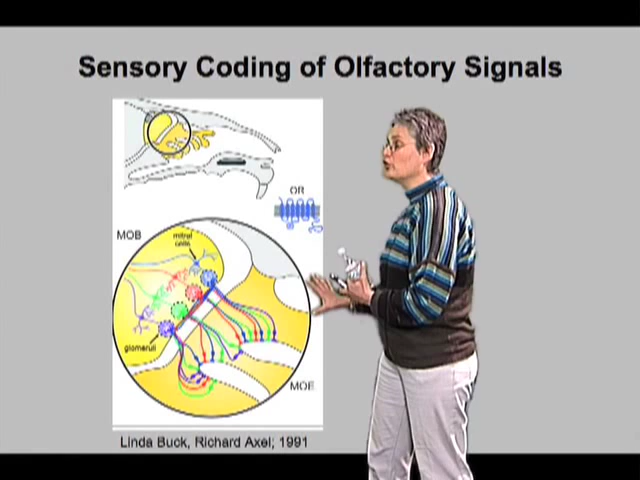 Sensory Coding of Olfactory Signals
OR
MOB
mitral
cells
glomeruli
MOE
Linda Buck, Richard Axel; 1991